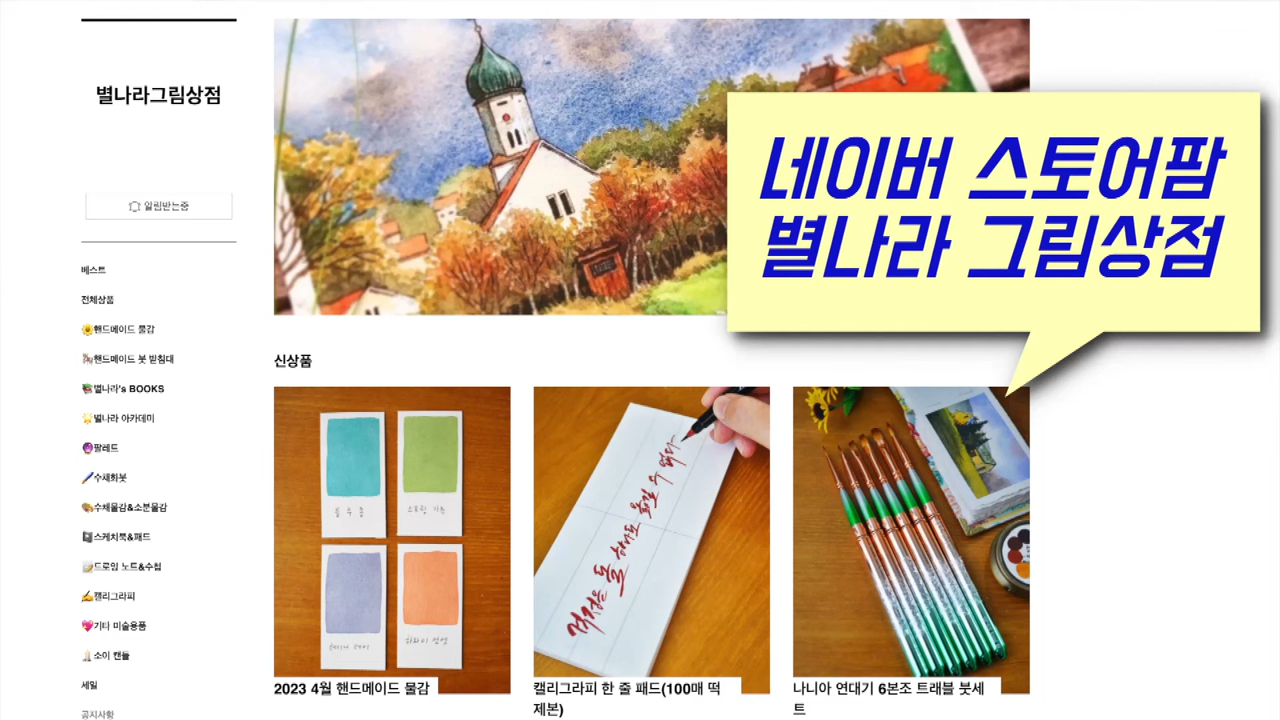 별나라그림상점
알림받는중
베스트
전체상품
핸드메이드 물감
핸드메이드 붓 받침대
별나라's BOOKS
별나라 아카데미
팔레트
수채화붓
수채물감&소분물감
스케치북&패드
드로잉 노트&수첩
캘리그라피
기타 미술용품
소이 캔들
세일
공지사항
네이버 스토어팜
별나라 그림상점
신상품
2023 4월 핸드메이드 물감
캘리그라피 한 줄 패드(100매 떡
제본)
나니아 연대기 6본조 트래블 붓세
트